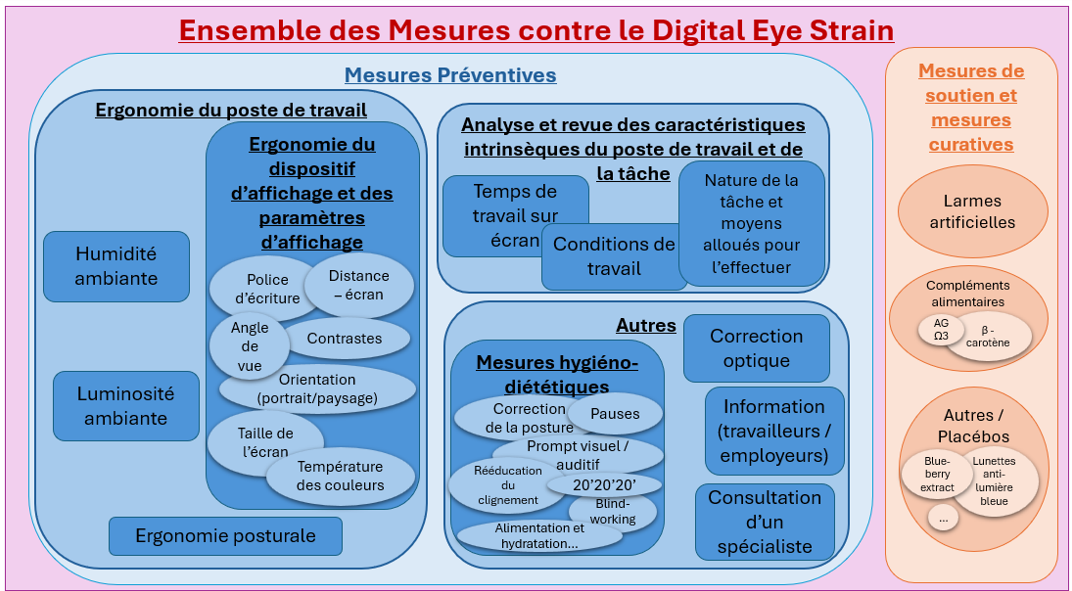 Ensemble des Mesures contre le Digital Eye Strain
Mesures Préventives
Ergonomie du poste de travail
Ergonomie du
dispositif
d’affichage et des
paramètres
d’affichage
Humidité
ambiante
Luminosité
ambiante
Police
d’écriture
Distance
– écran
Angle
de
vue
Contrastes
Orientation
(portrait/paysage)
Taille de
l’écran
Température
des couleurs
Ergonomie posturale
Analyse et revue des caractéristiques
intrinsèques du poste de travail et de
la tâche
Temps de
travail sur
écran
Conditions de
travail
Nature de la
tâche et
moyens
alloués pour
l’effectuer
Autres
Mesures hygiéno-
diététiques
Correction
de la posture
Pauses
Prompt visuel /
auditif
Rééducation
du
clignement
20’20’20’
Blind-
working
Alimentation et
hydratation...
Correction
optique
Information
(travailleurs /
employeurs)
Consultation
d’un
spécialiste
Mesures de
soutien et
mesures
curatives
Larmes
artificielles
Compléments
alimentaires
AG
Ω3
β -
carotène
Autres /
Placébos
Blue-
berry
extract
Lunettes
anti-
lumière
bleue
...